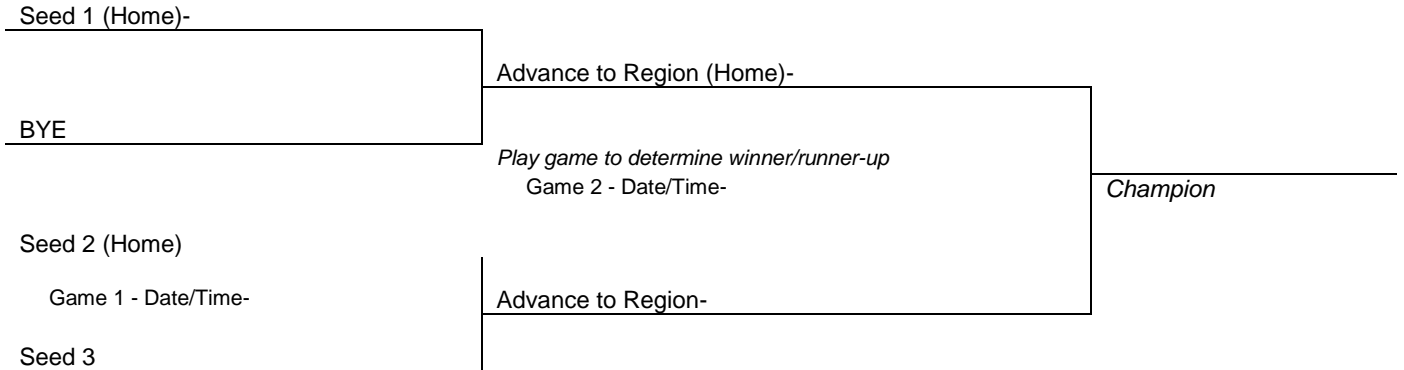 Seed 1 (Home)-
Advance to Region (Home)-
BYE
Play game to determine winner/runner-up
Game 2 - Date/Time-
Champion
Seed 2 (Home)
Game 1 - Date/Time-
Advance to Region-
Seed 3